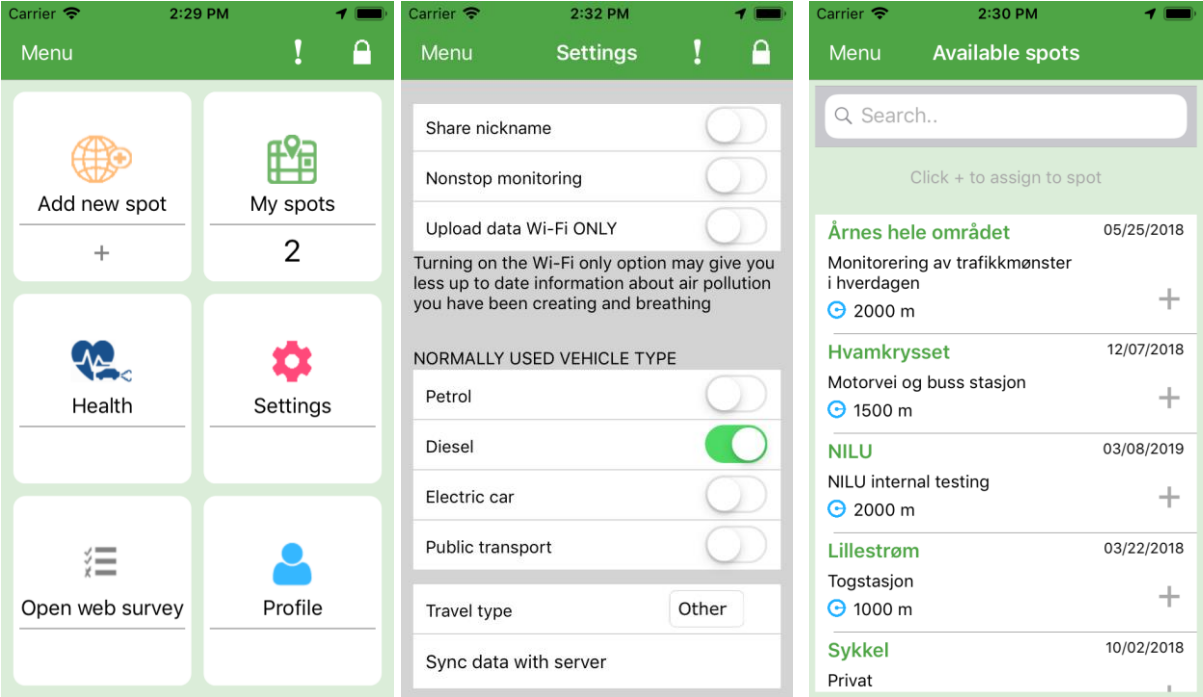 Carrier 2:29 PM
Menu !
Add new spot
+
My spots
2
Health
Settings
Open web survey
Profile
Carrier 2:32 PM
Menu Settings !
Share nickname
Nonstop monitoring
Upload data Wi-Fi ONLY
Turning on the Wi-Fi only option may give you
less up to date information about air pollution
you have been creating and breathing
NORMALLY USED VEHICLE TYPE
Petrol
Diesel
Electric car
Public transport
Travel type Other
Sync data with server
Carrier 2:30 PM
Menu Available spots
Search..
Click + to assign to spot
Årnes hele området 05/25/2018
Monitorering av trafikkmønster
i hverdagen
2000 m +
Hvamkrysset 12/07/2018
Motorvei og buss stasjon
1500 m +
NILU 03/08/2019
NILU internal testing
2000 m +
Lillestrøm 03/22/2018
Togstasjon
1000 m +
Sykkel 10/02/2018
Privat